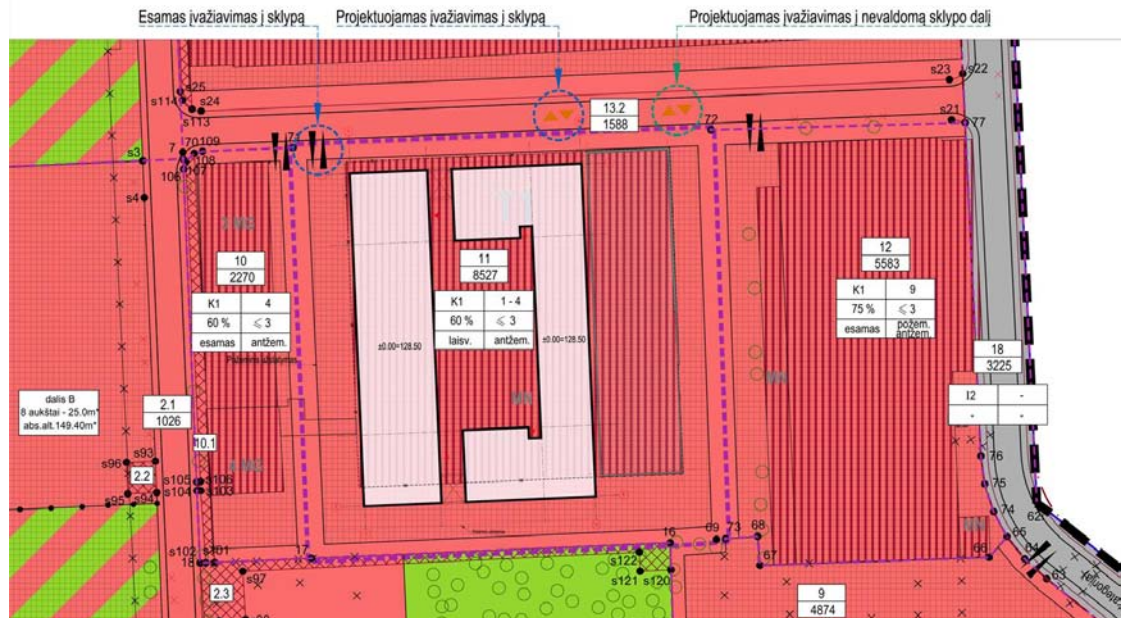 Esamas įvažiavimas į sklypą
Projektuojamas įvažiavimas į sklypą
Projektuojamas įvažiavimas į nevaldomą sklypo dalį
s25
s114
s24
s113
s23
s22
s21
77
13.2
1588
72
71
7
70
109
108
107
106
s3
s4
10
2270
K1 4
60 % ⩽ 3
esamas antžem.
11
8527
K1 1 - 4
60 % ⩽ 3
laisv. antžem.
12
5583
K1 9
75 % ⩽ 3
esamas požem.
antžem.
±0.00=128.50
±0.00=128.50
18
3225
I2 -
- -
dalis B
8 aukštai - 25.0m*
abs.alt.149.40m*
2.1
1026
10.1
s96
s93
2.2
s95
s94
s105
s106
s104
s103
76
75
74
62
65
66
84
63
16
69
73
68
67
17
s102
s101
18
s97
2.3
s122
s121
s120
9
4874